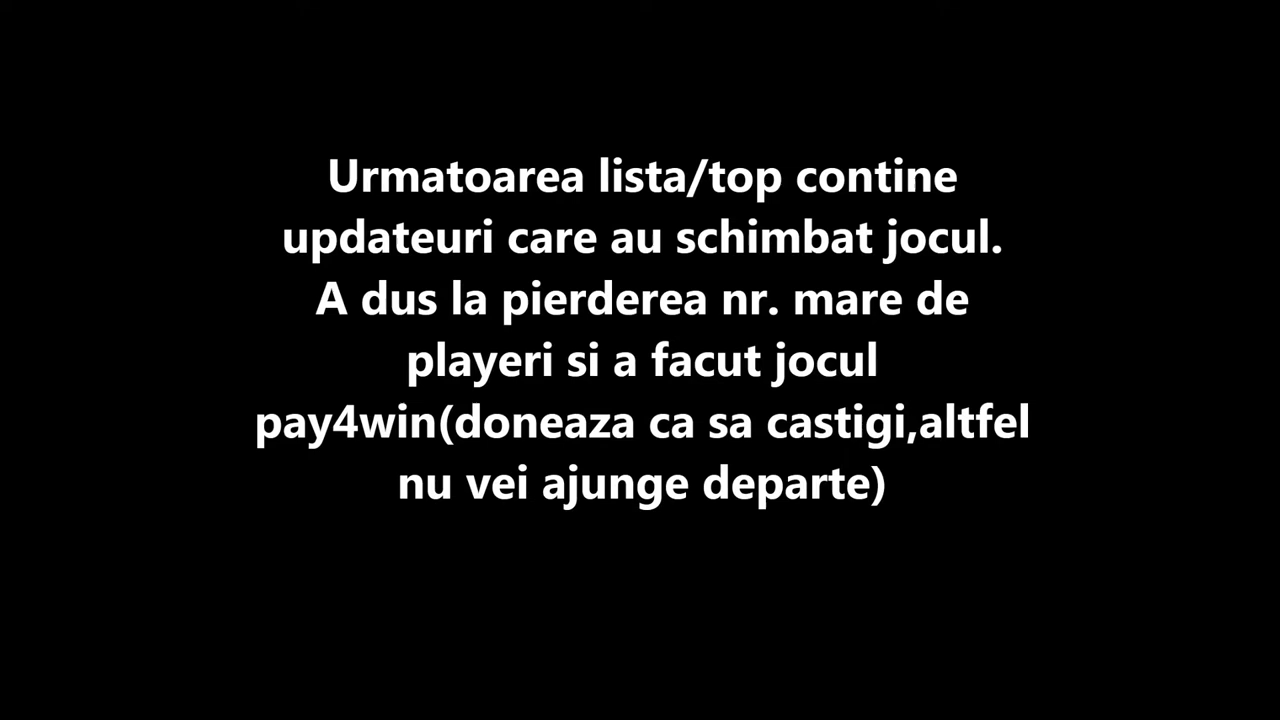 Urmatoarea lista/top contine
updateuri care au schimbat jocul.
A dus la pierderea nr. mare de
playeri si a facut jocul
pay4win(doneaza ca sa castigi,altfel
nu vei ajunge departe)